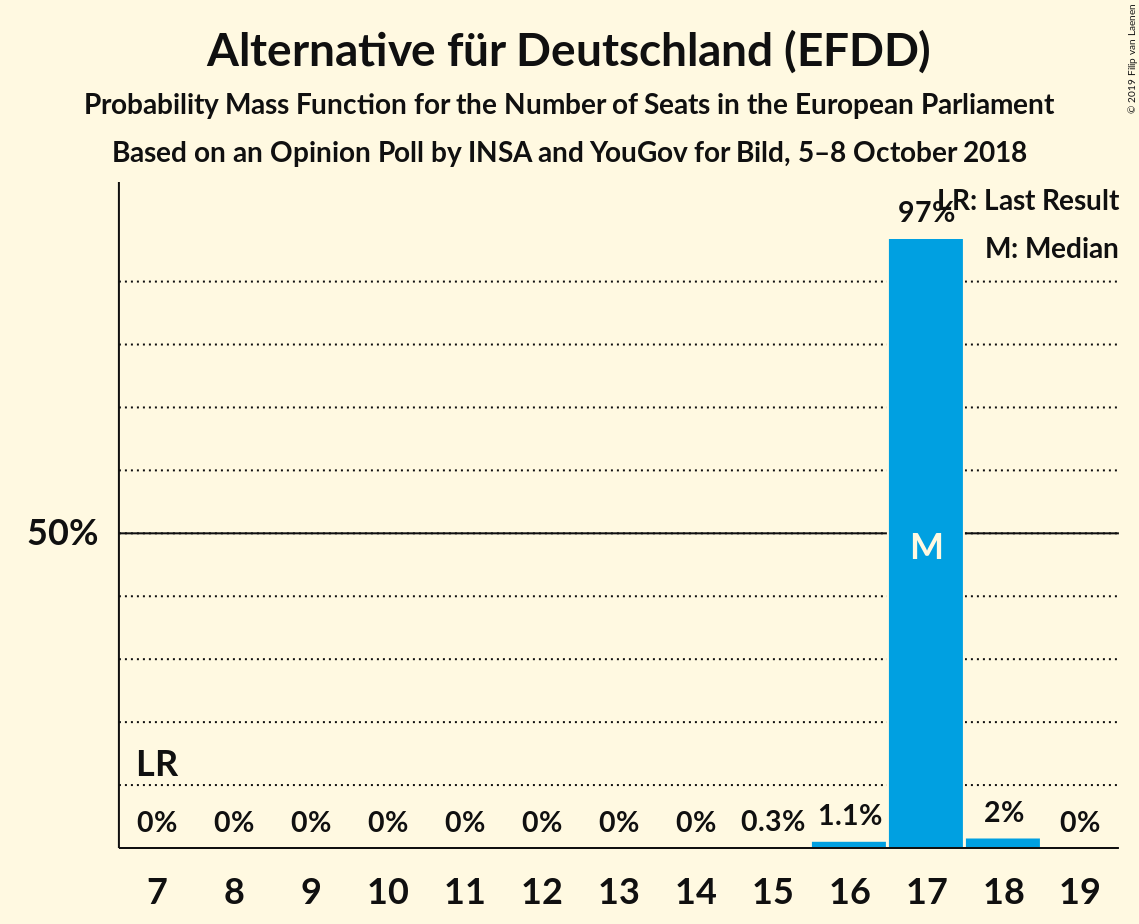 Alternative für Deutschland (EFDD)
Probability Mass Function for the Number of Seats in the European Parliament
Based on an Opinion Poll by INSA and YouGov for Bild, 5–8 October 2018
© 2019 Filip van Laenen
LR: Last Result
97%
M: Median
50%
M
LR
0% 0% 0% 0% 0% 0% 0% 0% 0.3% 1.1% 2% 0%
7 8 9 10 11 12 13 14 15 16 17 18 19